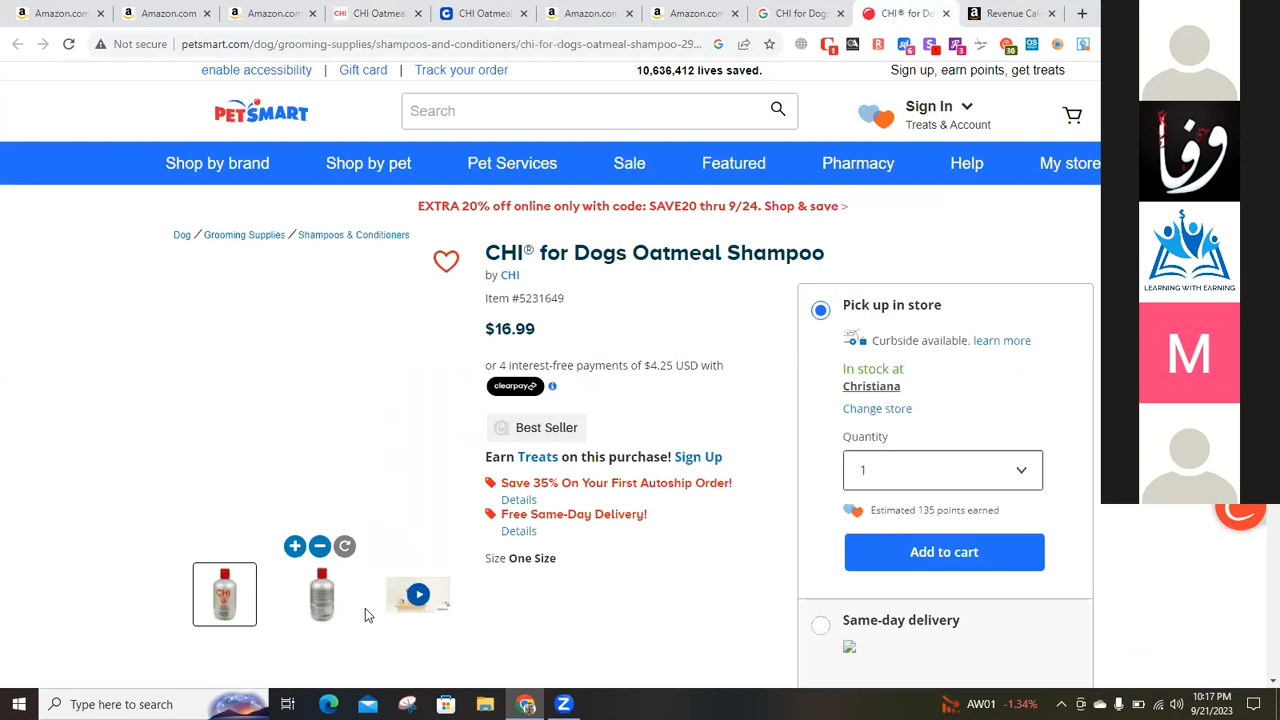 Amazon.com
Amazon.com
Amazon.com
CHI Oatmeal
CHI Oatmeal
Amazon.com
Amazon.com
CHI for Dogs
CHI® for Do
Revenue Cal
Not secure
petsmart.com/dog/grooming-supplies/shampoos-and-conditioners/chi-for-dogs-oatmeal-shampoo-29...
enable accessibility | Gift card | Track your order
10,636,412 lives saved.
Sign up, earn points, get treats
PETSMART
Search
Sign In
Treats & Account
Shop by brand
Shop by pet
Pet Services
Sale
Featured
Pharmacy
Help
My store
EXTRA 20% off online only with code: SAVE20 thru 9/24. Shop & save >
Dog / Grooming Supplies / Shampoos & Conditioners
CHI® for Dogs Oatmeal Shampoo
by CHI
Item #5231649
$16.99
or 4 interest-free payments of $4.25 USD with
clearpay
Best Seller
Earn Treats on this purchase! Sign Up
Save 35% On Your First Autoship Order!
Details
Free Same-Day Delivery!
Details
Size One Size
CHI
Pick up in store
Curbside available. learn more
In stock at
Christiana
Change store
Quantity
1
Estimated 135 points earned
Add to cart
Same-day delivery
وفا
LEARNING WITH EARNING
M
Type here to search
AW01 -1.34%
10:17 PM
9/21/2023